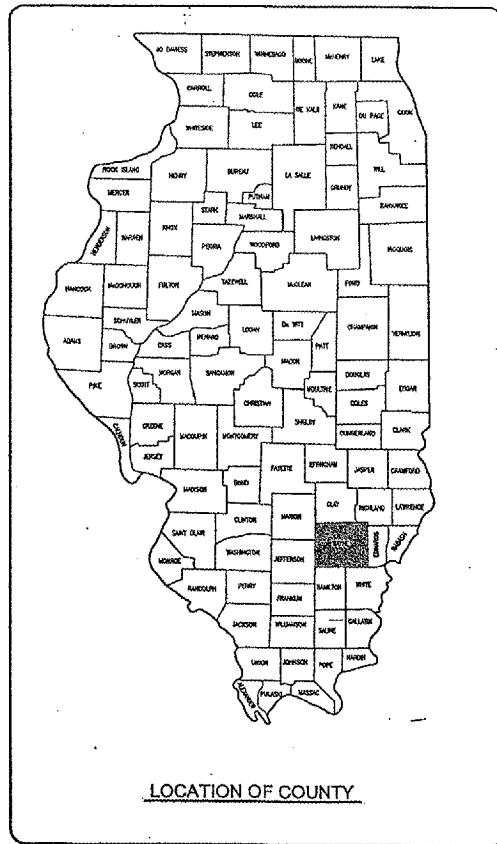 JO DAVIESS STEPHENSON WINNEBAGO BOONE McHENRY LAKE
CARROLL OGLE DE KALB KANE COOK
DU PAGE
WHITESIDE LEE
KENDALL
ROCK ISLAND HENRY BUREAU LA SALLE GRUNDY WILL
MERCER PUTNAM KANKAKEE
STARK MARSHALL
HENDERSON WARREN KNOX PEORIA WOODFORD LIVINGSTON IROQUOIS
HANCOCK McDONOUGH FULTON TAZEWELL McLEAN FORD
SCHUYLER MASON
ADAMS BROWN CASS MENARD LOGAN DE WITT PIATT CHAMPAIGN VERMILION
MACON
PIKE SCOTT MORGAN SANGAMON MOULTRIE DOUGLAS EDGAR
CHRISTIAN COLES
SHELBY
CALHOUN GREENE MACOUPIN MONTGOMERY CUMBERLAND CLARK
JERSEY
FAYETTE EFFINGHAM JASPER CRAWFORD
MADISON BOND
CLAY RICHLAND LAWRENCE
CLINTON MARION
SAINT CLAIR EDWARDS WABASH
MONROE WASHINGTON JEFFERSON
RANDOLPH PERRY HAMILTON WHITE
FRANKLIN
JACKSON WILLIAMSON SALINE GALLATIN
UNION JOHNSON POPE HARDIN
ALEXANDER PULASKI MASSAC
LOCATION OF COUNTY